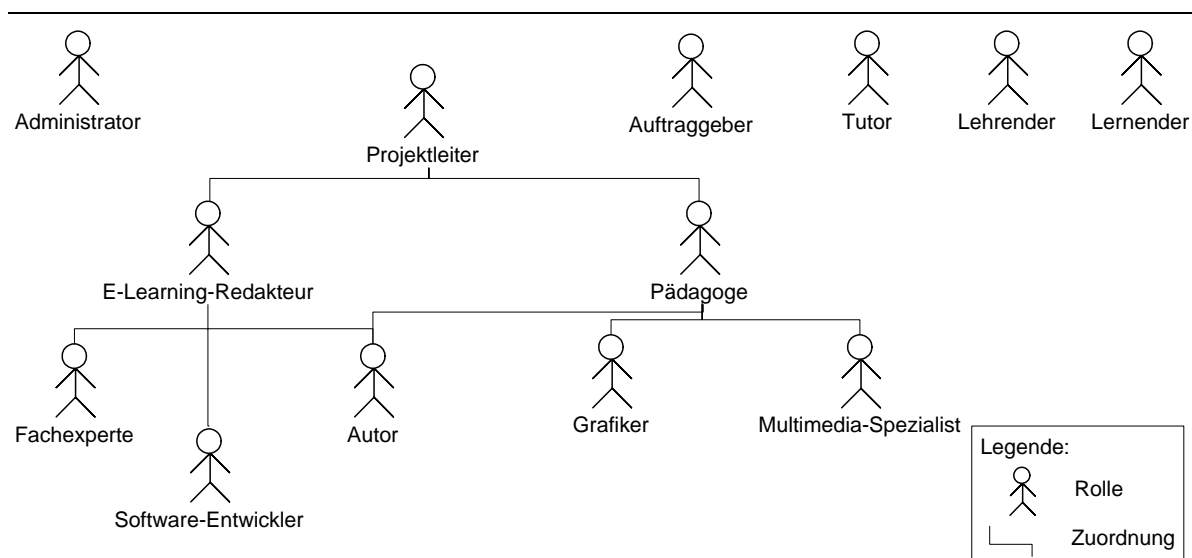 Administrator
Projektleiter
Auftraggeber
Tutor
Lehrender
Lernender
E-Learning-Redakteur
Pädagoge
Fachexperte
Autor
Grafiker
Multimedia-Spezialist
Software-Entwickler
Legende:
Rolle
Zuordnung